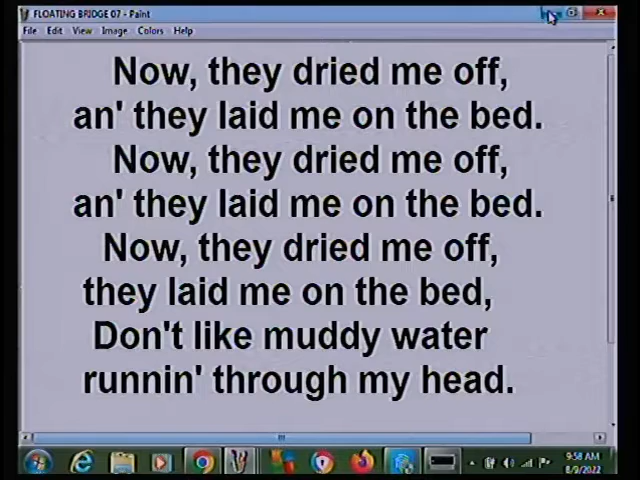 FLOATING BRIDGE 07 - Paint
File Edit View Image Colors Help
Now, they dried me off,
an' they laid me on the bed.
Now, they dried me off,
an' they laid me on the bed.
Now, they dried me off,
they laid me on the bed,
Don't like muddy water
runnin' through my head.
9:58 AM
8/9/2022